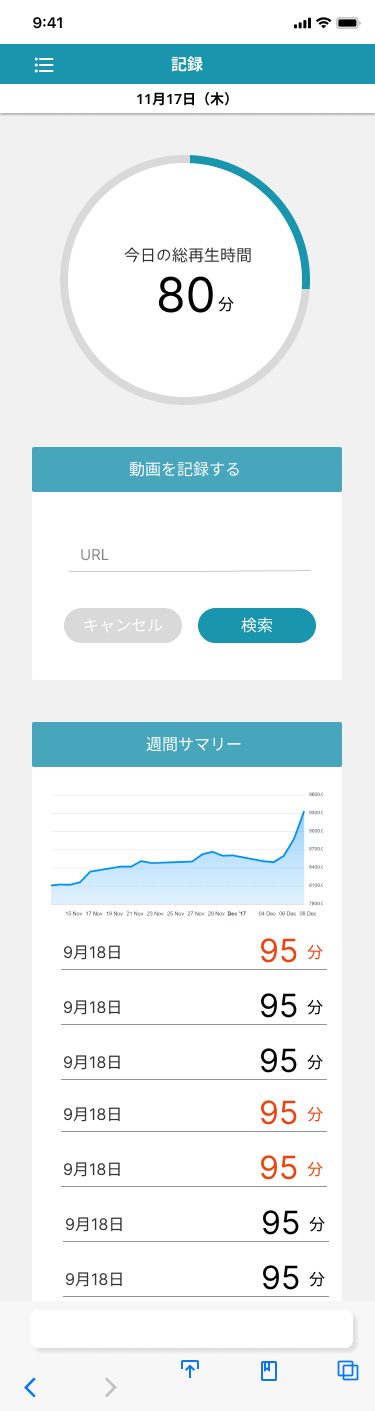 9:41
記録
11月17日（木）
今日の総再生時間
80 分
動画を記録する
URL
キャンセル 検索
週間サマリー
9600.0
9300.0
9000.0
8700.0
8400.0
8100.0
7800.0
15 Nov 17 Nov 19 Nov 21 Nov 23 Nov 25 Nov 27 Nov 29 Nov Dec '17 04 Dec 06 Dec 08 Dec
9月18日 95 分
9月18日 95 分
9月18日 95 分
9月18日 95 分
9月18日 95 分
9月18日 95 分
9月18日 95 分